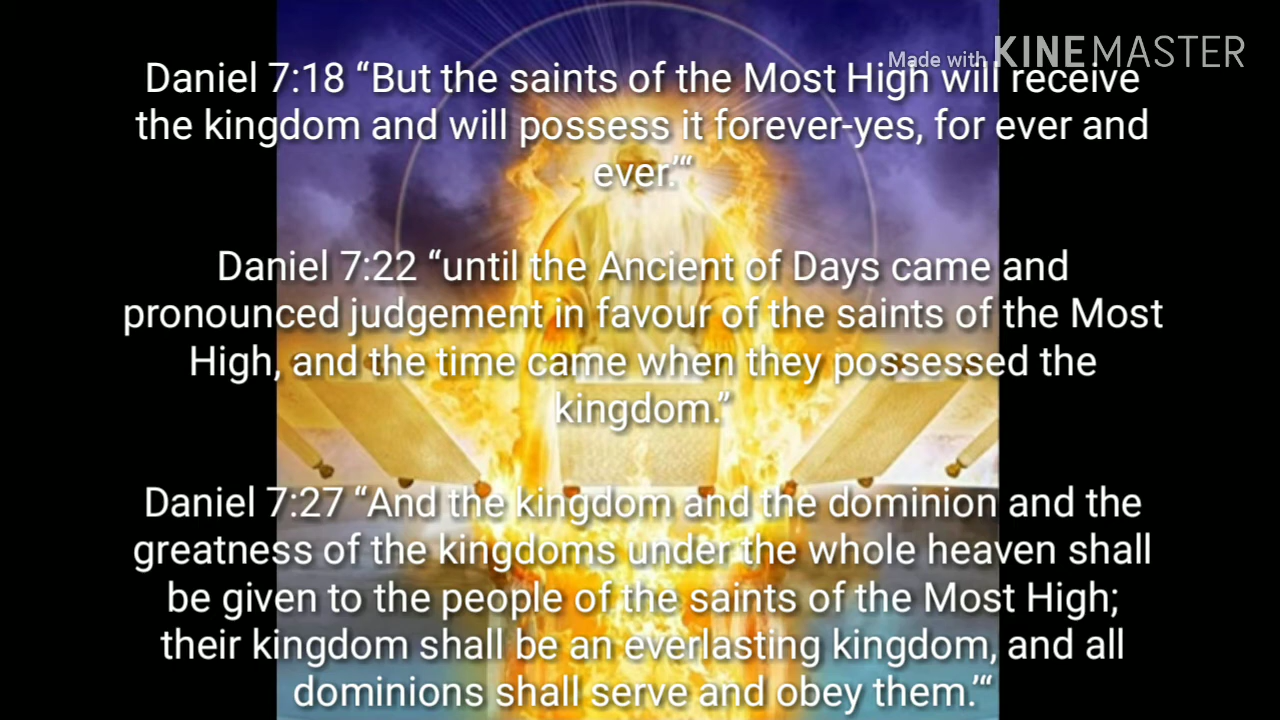 Made with KINEMASTER
Daniel 7:18 “But the saints of the Most High will receive
the kingdom and will possess it forever-yes, for ever and
ever.’“
Daniel 7:22 “until the Ancient of Days came and
pronounced judgement in favour of the saints of the Most
High, and the time came when they possessed the
kingdom.”
Daniel 7:27 “And the kingdom and the dominion and the
greatness of the kingdoms under the whole heaven shall
be given to the people of the saints of the Most High;
their kingdom shall be an everlasting kingdom, and all
dominions shall serve and obey them.’“